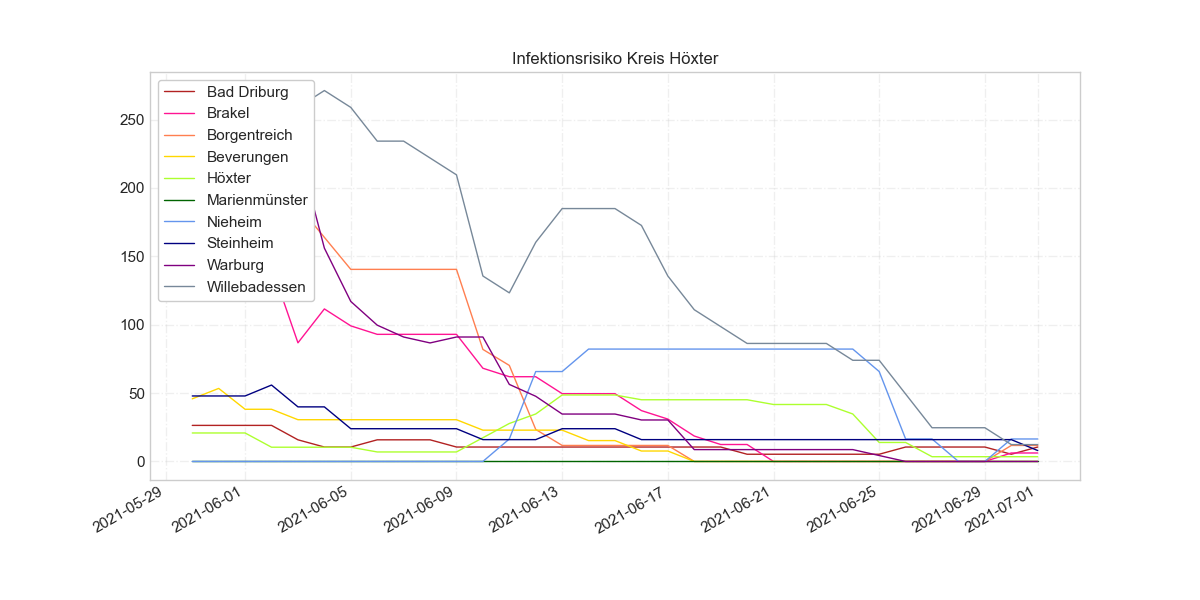 Infektionsrisiko Kreis Höxter
Bad Driburg
Brakel
Borgentreich
Beverungen
Höxter
Marienmünster
Nieheim
Steinheim
Warburg
Willebadessen
250
200
150
100
50
0
2021-05-29
2021-06-01
2021-06-05
2021-06-09
2021-06-13
2021-06-17
2021-06-21
2021-06-25
2021-06-29
2021-07-01